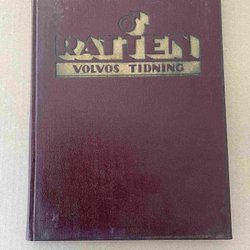 RATTEN
VOLVOS TIDNING